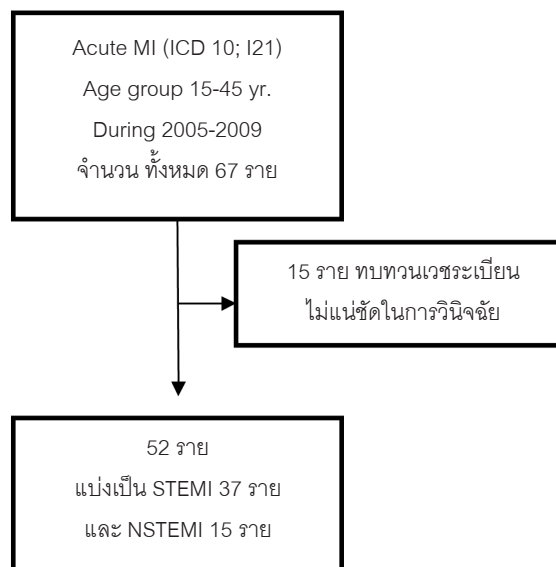 Acute MI (ICD 10; I21)
Age group 15-45 yr.
During 2005-2009
จำนวน ทั้งหมด 67 ราย
15 ราย ทบทวนเวชระเบียน
ไม่แน่ชัดในการวินิจฉัย
52 ราย
แบ่งเป็น STEMI 37 ราย
และ NSTEMI 15 ราย